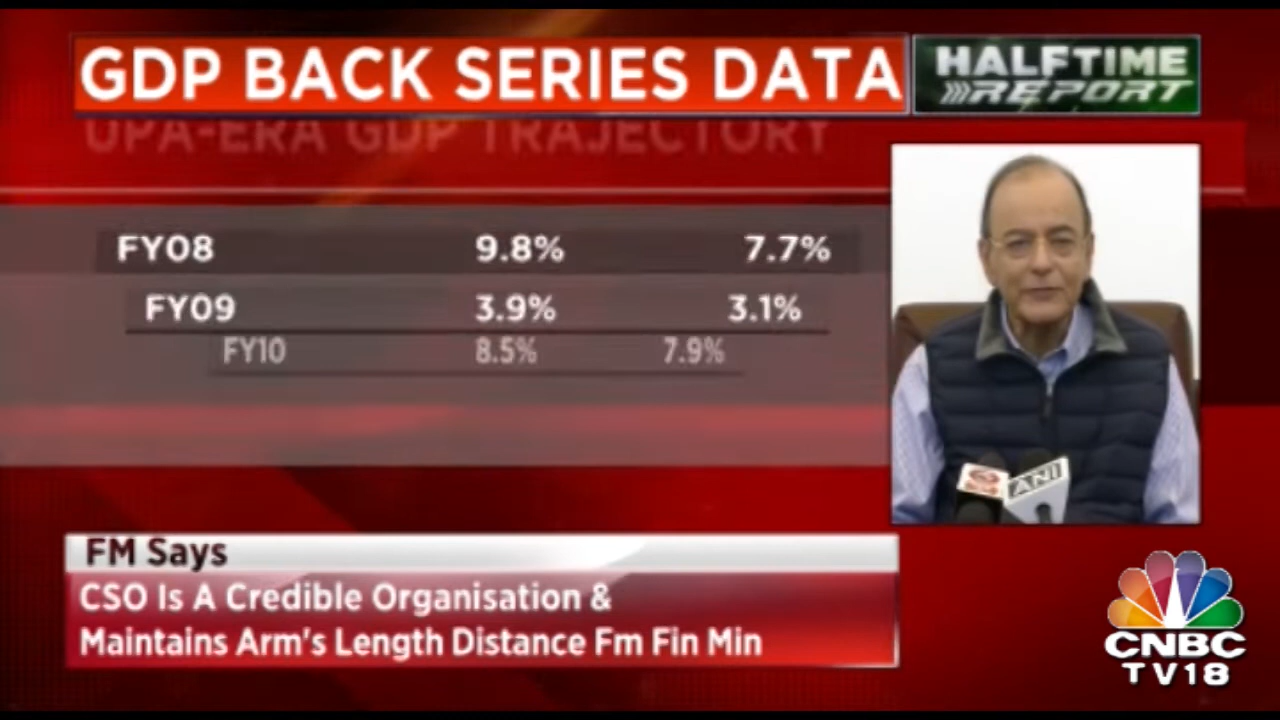 GDP BACK SERIES DATA
HALFTIME
REPORT
UPA-ERA GDP TRAJECTORY
FY08 9.8% 7.7%
FY09 3.9% 3.1%
FY10 8.5% 7.9%
ANI
FM Says
CSO Is A Credible Organisation &
Maintains Arm's Length Distance Fm Fin Min
CNBC
TV18